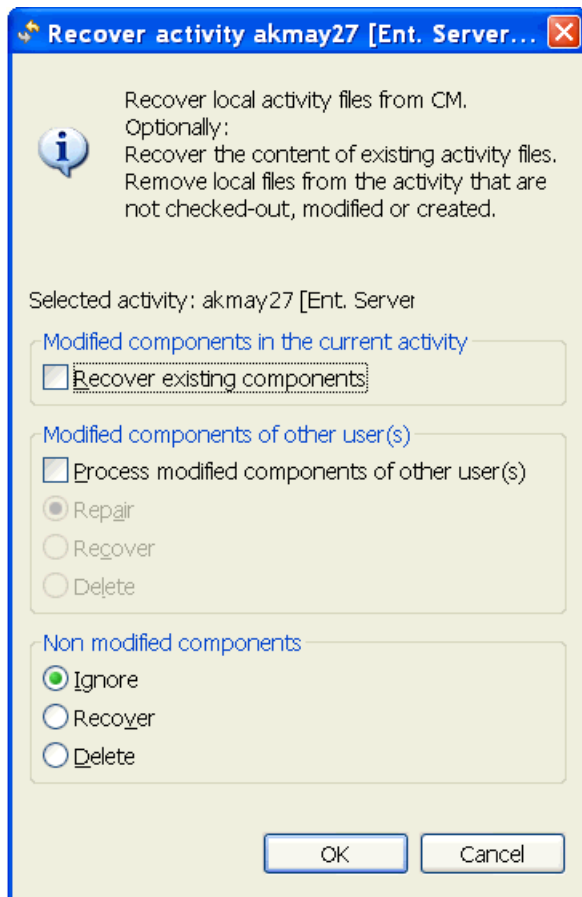 Recover activity akmay27 [Ent. Server...
Recover local activity files from CM.
Optionally:
Recover the content of existing activity files.
Remove local files from the activity that are
not checked-out, modified or created.
Selected activity: akmay27 [Ent. Server
Modified components in the current activity
Recover existing components
Modified components of other user(s)
Process modified components of other user(s)
Repair
Recover
Delete
Non modified components
Ignore
Recover
Delete
OK
Cancel